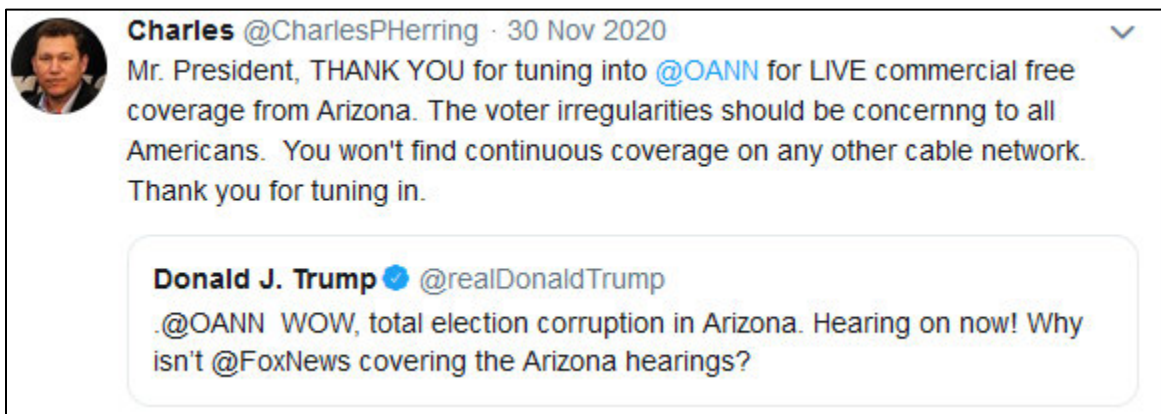 Charles @CharlesPHerring · 30 Nov 2020
Mr. President, THANK YOU for tuning into @OANN for LIVE commercial free
coverage from Arizona. The voter irregularities should be concernng to all
Americans.  You won't find continuous coverage on any other cable network.
Thank you for tuning in.
Donald J. Trump @realDonaldTrump
.@OANN  WOW, total election corruption in Arizona. Hearing on now! Why
isn’t @FoxNews covering the Arizona hearings?